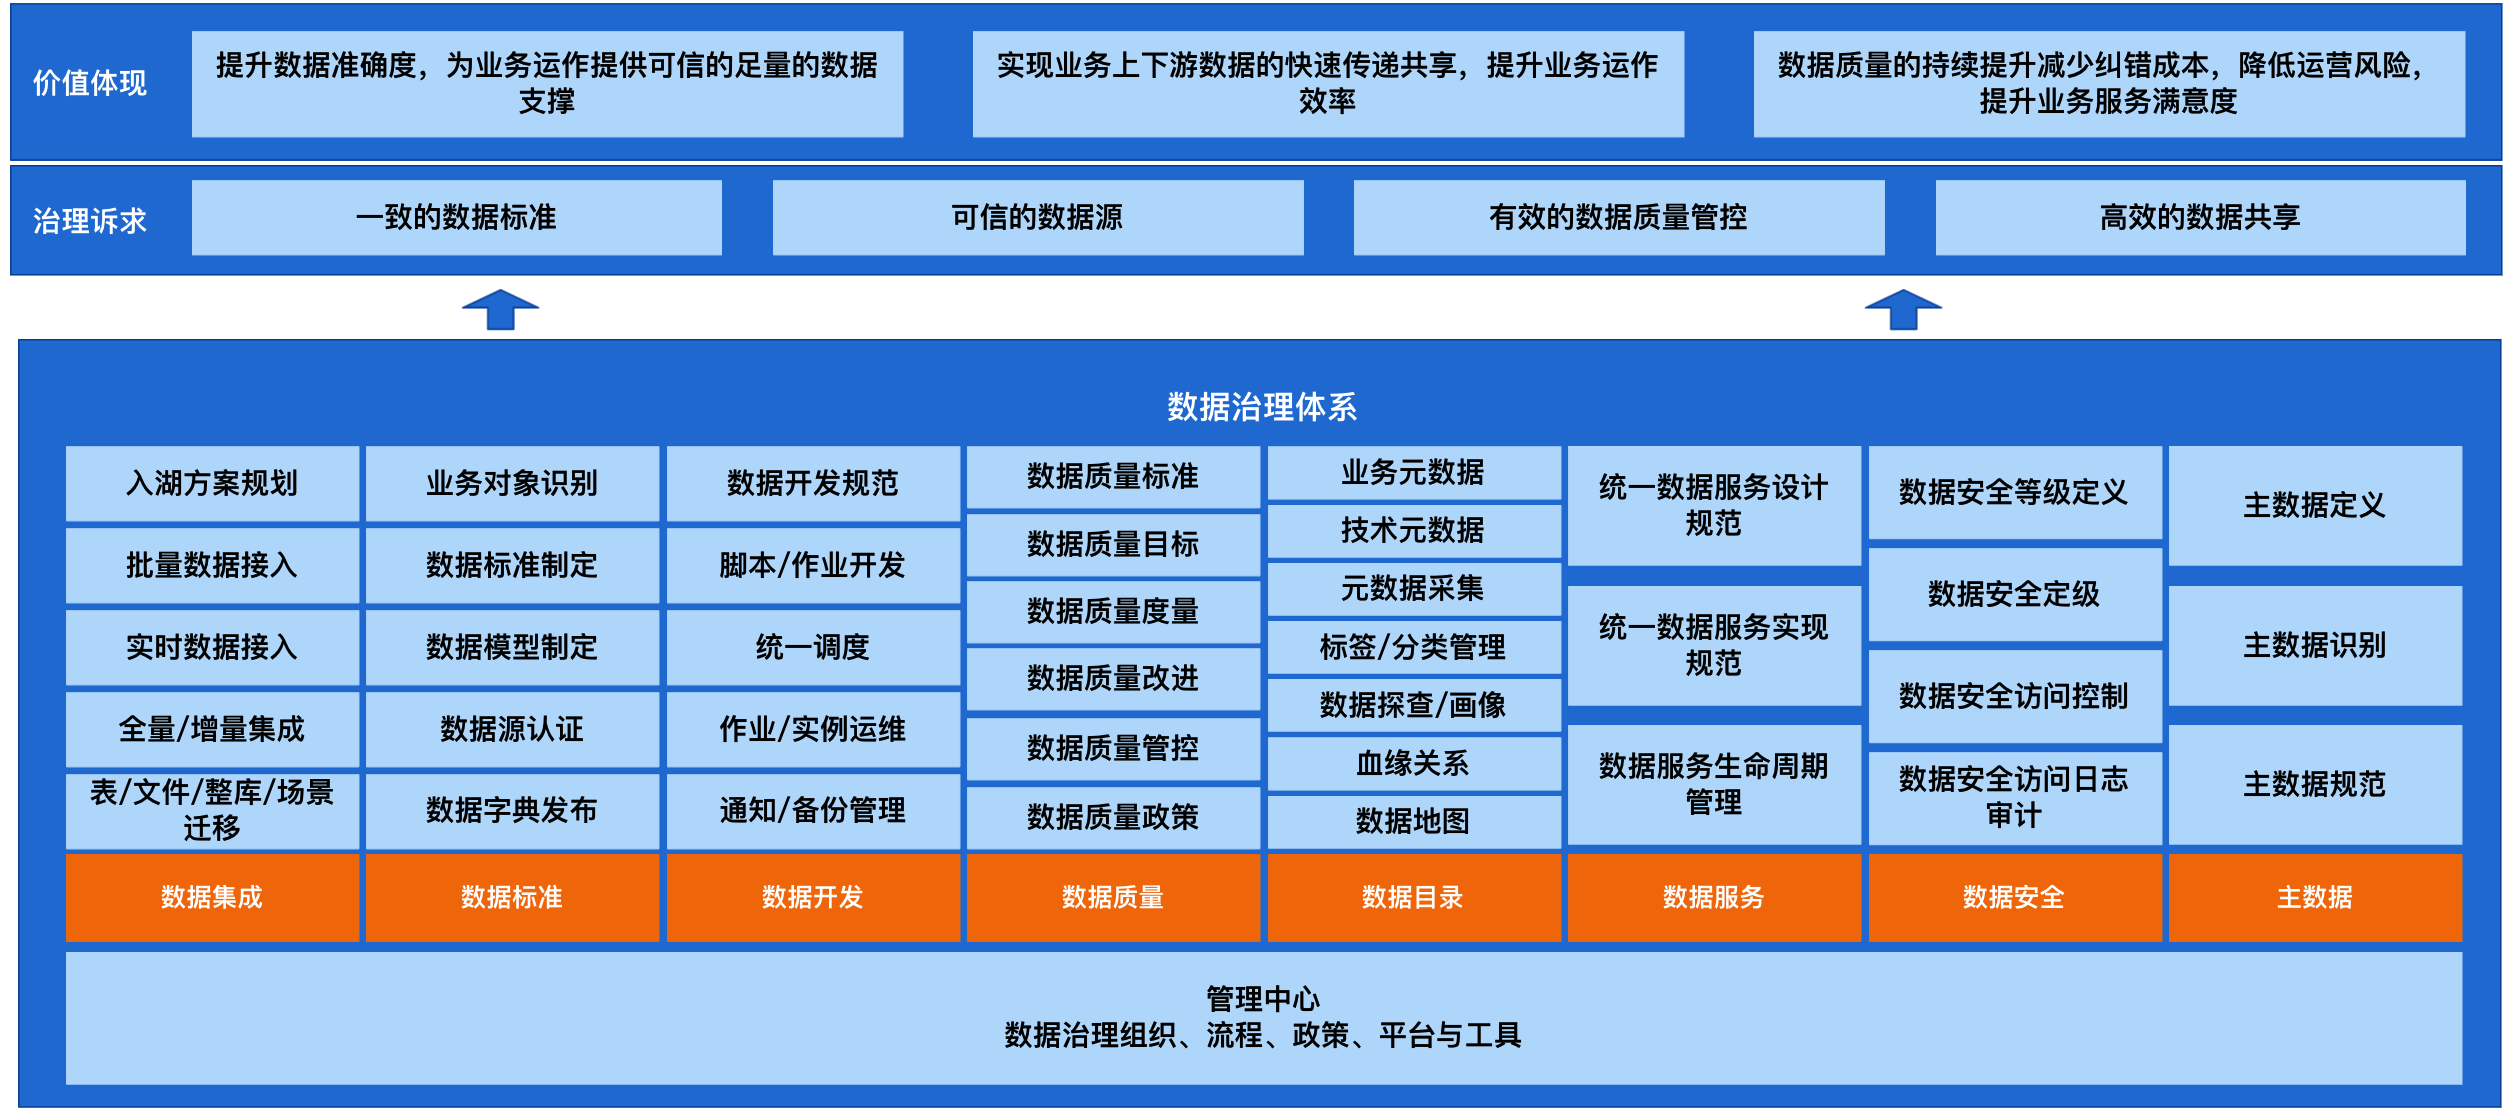 价值体现
提升数据准确度，为业务运作提供可信的足量的数据
支撑
实现业务上下游数据的快速传递共享，提升业务运作
效率
数据质量的持续提升减少纠错成本，降低运营风险，
提升业务服务满意度
治理诉求
一致的数据标准
可信的数据源
有效的数据质量管控
高效的数据共享
数据治理体系
入湖方案规划
批量数据接入
实时数据接入
全量/增量集成
表/文件/整库/场景
迁移
数据集成
业务对象识别
数据标准制定
数据模型制定
数据源认证
数据字典发布
数据标准
数据开发规范
脚本/作业开发
统一调度
作业/实例运维
通知/备份管理
数据开发
数据质量标准
数据质量目标
数据质量度量
数据质量改进
数据质量管控
数据质量政策
数据质量
业务元数据
技术元数据
元数据采集
标签/分类管理
数据探查/画像
血缘关系
数据地图
数据目录
统一数据服务设计
规范
统一数据服务实现
规范
数据服务生命周期
管理
数据服务
数据安全等级定义
数据安全定级
数据安全访问控制
数据安全访问日志
审计
数据安全
主数据定义
主数据识别
主数据规范
主数据
管理中心
数据治理组织、流程、政策、平台与工具